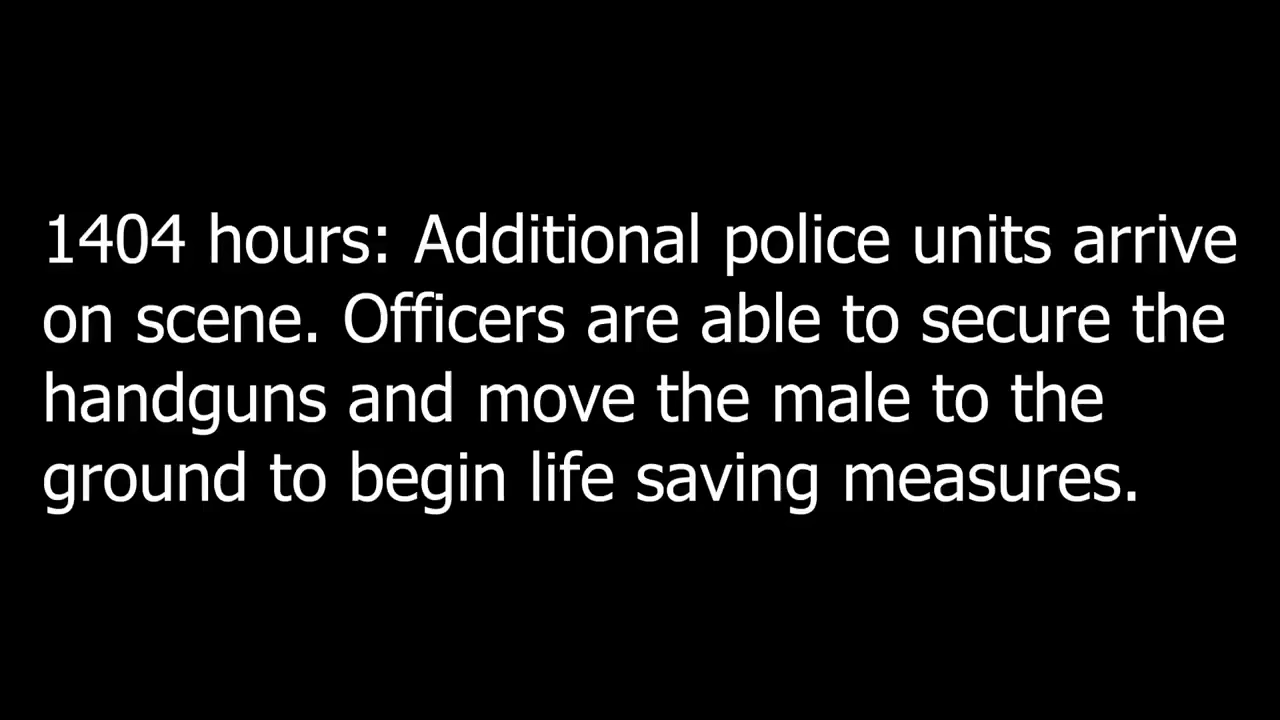 1404 hours: Additional police units arrive
on scene. Officers are able to secure the
handguns and move the male to the
ground to begin life saving measures.